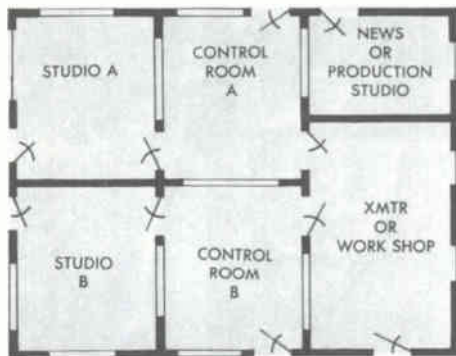 STUDIO A
CONTROL
ROOM
A
NEWS
OR
PRODUCTION
STUDIO
STUDIO
B
CONTROL
ROOM
B
XMTR
OR
WORK SHOP